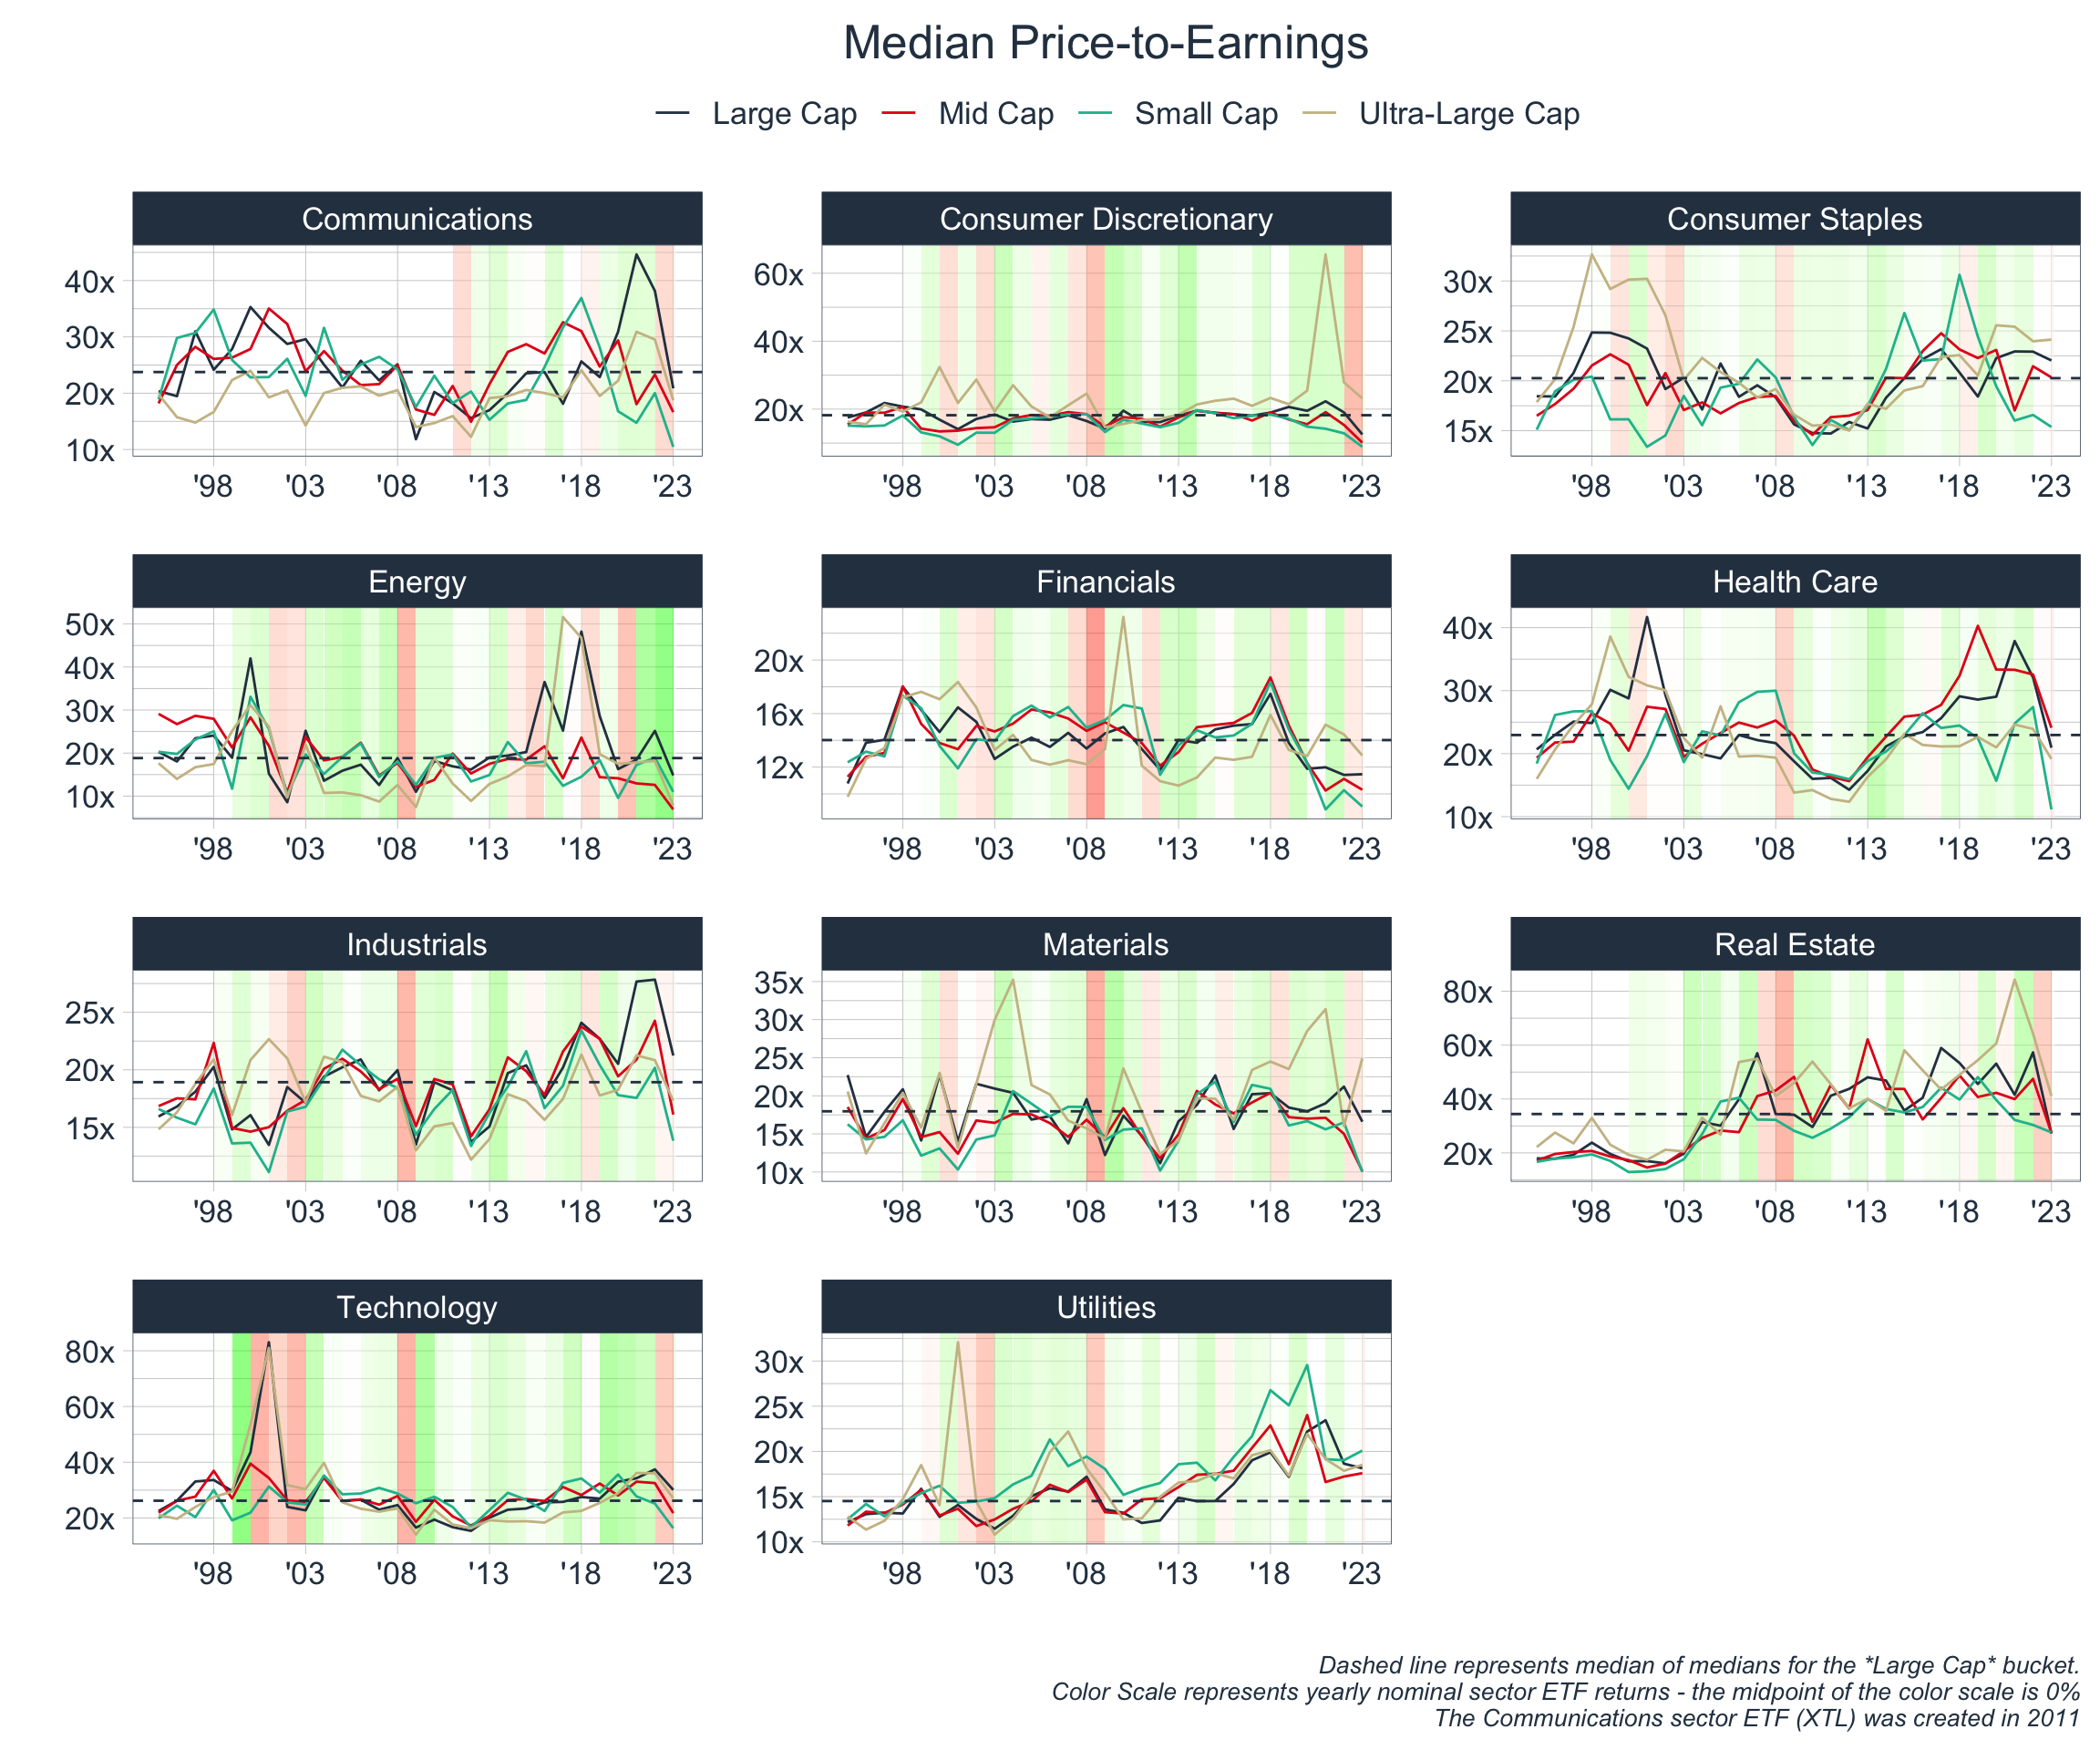 Median Price-to-Earnings
Large Cap Mid Cap Small Cap Ultra-Large Cap
Communications
40x
30x
20x
10x
'98 '03 '08 '13 '18 '23
Consumer Discretionary
60x
40x
20x
'98 '03 '08 '13 '18 '23
Consumer Staples
30x
25x
20x
15x
'98 '03 '08 '13 '18 '23
Energy
50x
40x
30x
20x
10x
'98 '03 '08 '13 '18 '23
Financials
20x
16x
12x
'98 '03 '08 '13 '18 '23
Health Care
40x
30x
20x
10x
'98 '03 '08 '13 '18 '23
Industrials
25x
20x
15x
'98 '03 '08 '13 '18 '23
Materials
35x
30x
25x
20x
15x
10x
'98 '03 '08 '13 '18 '23
Real Estate
80x
60x
40x
20x
'98 '03 '08 '13 '18 '23
Technology
80x
60x
40x
20x
'98 '03 '08 '13 '18 '23
Utilities
30x
25x
20x
15x
10x
'98 '03 '08 '13 '18 '23
Dashed line represents median of medians for the *Large Cap* bucket.
Color Scale represents yearly nominal sector ETF returns - the midpoint of the color scale is 0%
The Communications sector ETF (XTL) was created in 2011